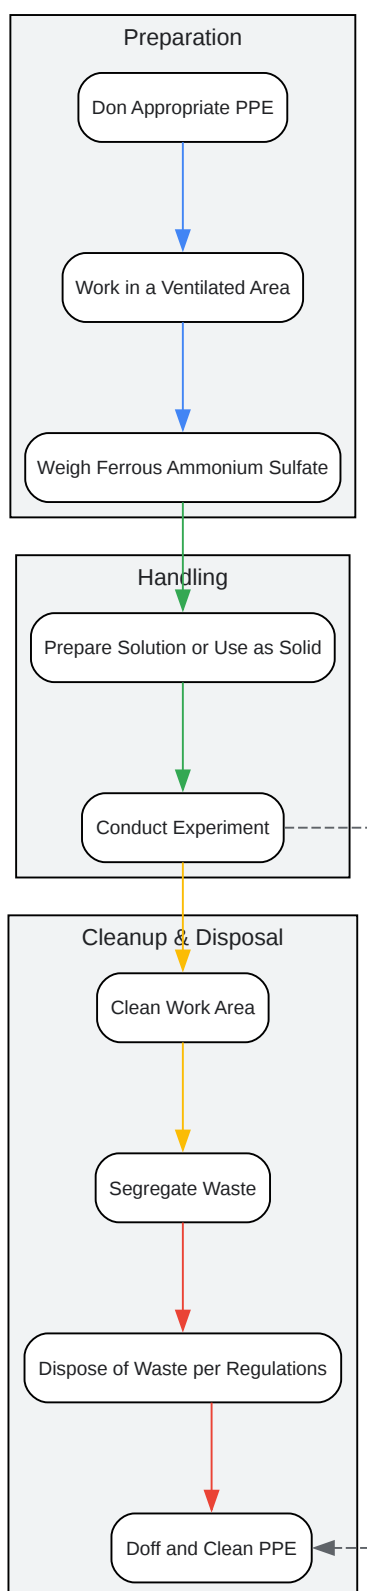 Preparation
Don Appropriate PPE
Work in a Ventilated Area
Weigh Ferrous Ammonium Sulfate
Handling
Prepare Solution or Use as Solid
Conduct Experiment
Cleanup & Disposal
Clean Work Area
Segregate Waste
Dispose of Waste per Regulations
Doff and Clean PPE